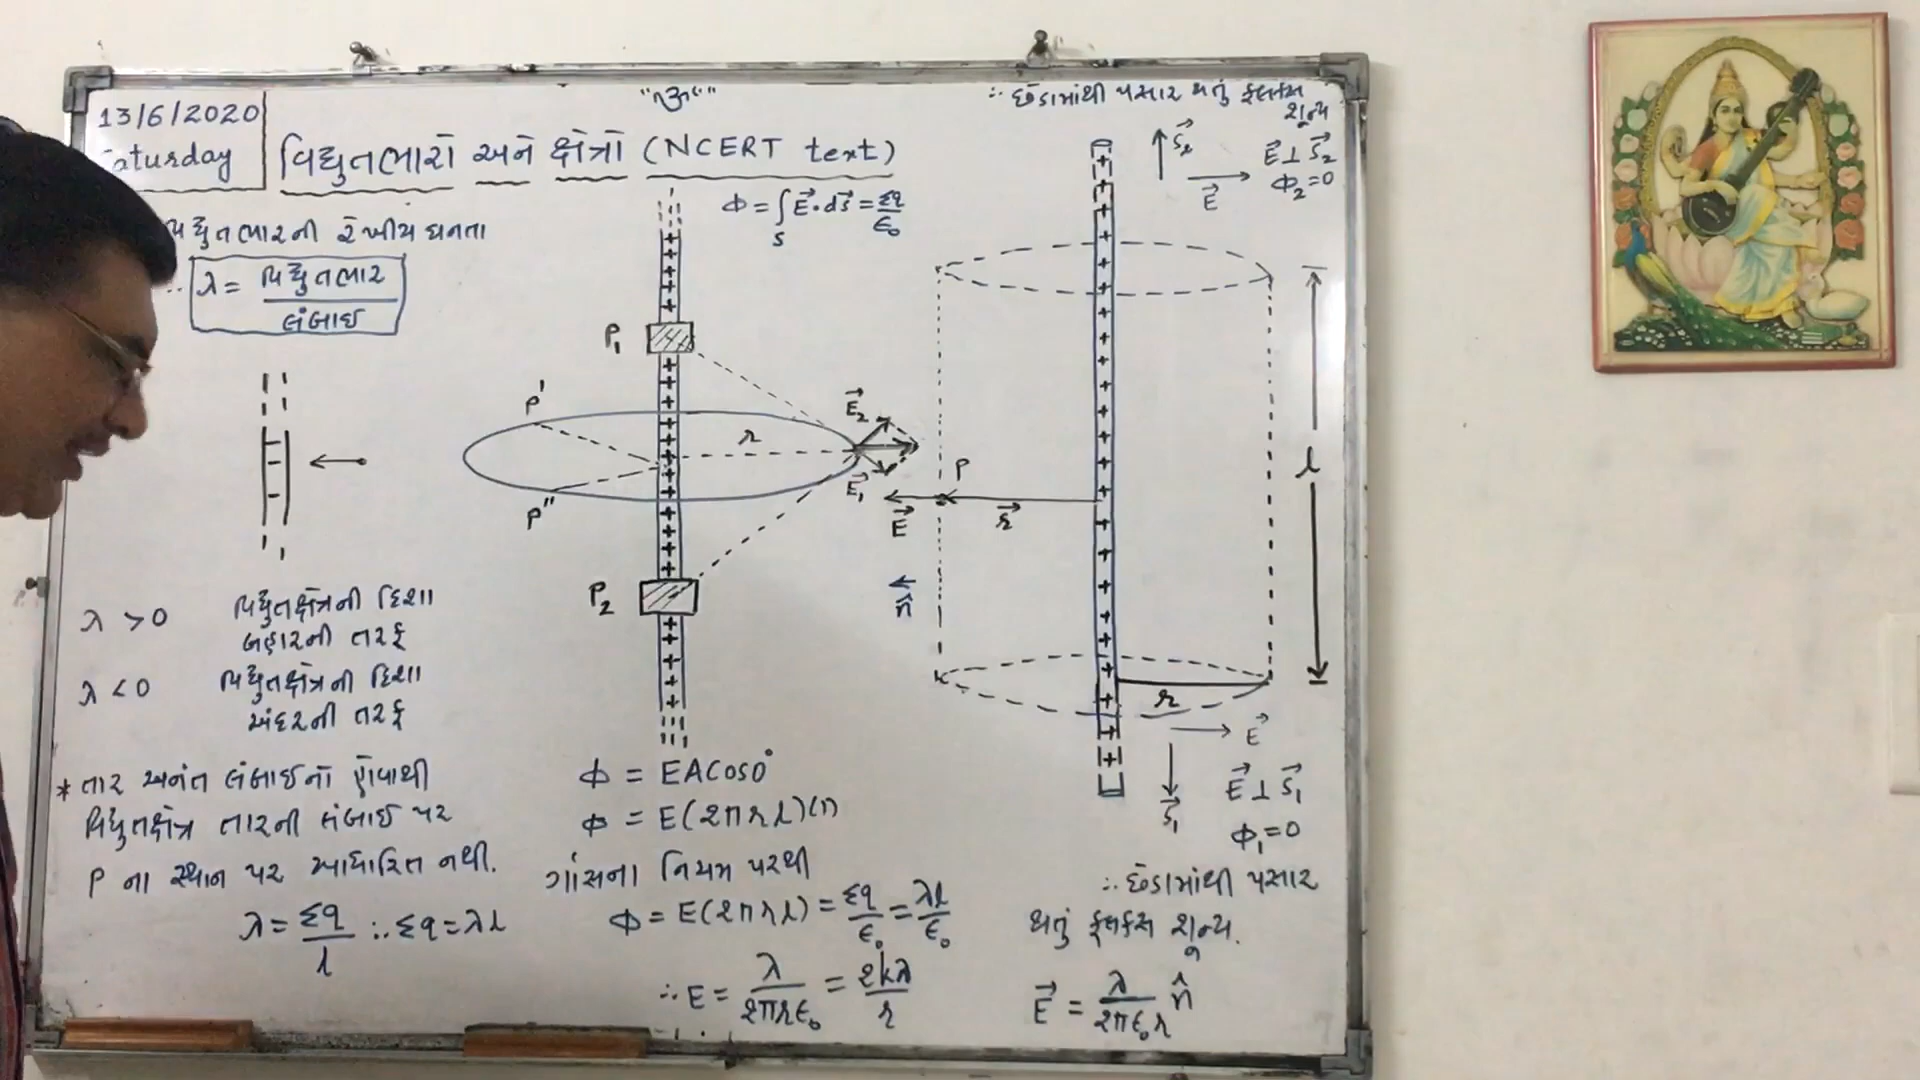 13/6/2020
aturday
"ૐ"
વિદ્યુતભારો અને ક્ષેત્રો (NCERT text)
વિદ્યુતભારની રેખીય ઘનતા
∴ λ = વિદ્યુતભાર / લંબાઈ
λ > 0 વિદ્યુતક્ષેત્રની દિશા
બહારની તરફ
λ < 0 વિદ્યુતક્ષેત્રની દિશા
અંદરની તરફ
* તાર અનંત લંબાઈનો હોવાથી
વિદ્યુતક્ષેત્ર તારની લંબાઈ પર
P ના સ્થાન પર આધારિત નથી.
λ = Σq / l ∴ Σq = λl
Φ = ∫S E⃗·ds⃗ = Σq / ε₀
P₁
P'
r
E⃗₂
E⃗₁
P"
P₂
Φ = EACos0°
Φ = E(2πrl)(1)
ગૉસના નિયમ પરથી
Φ = E(2πrl) = Σq / ε₀ = λl / ε₀
∴ E = λ / 2πrε₀ = 2kλ / r
∴ છેડામાંથી પસાર થતું ફ્લક્સ
શૂન્ય
S⃗₂
E⃗
E⃗ ⊥ S⃗₂
Φ₂ = 0
l
P
E⃗
r⃗
n̂
r
E⃗
S⃗₁
E⃗ ⊥ S⃗₁
Φ₁ = 0
∴ છેડામાંથી પસાર
થતું ફ્લક્સ શૂન્ય.
E⃗ = λ / 2πε₀r n̂